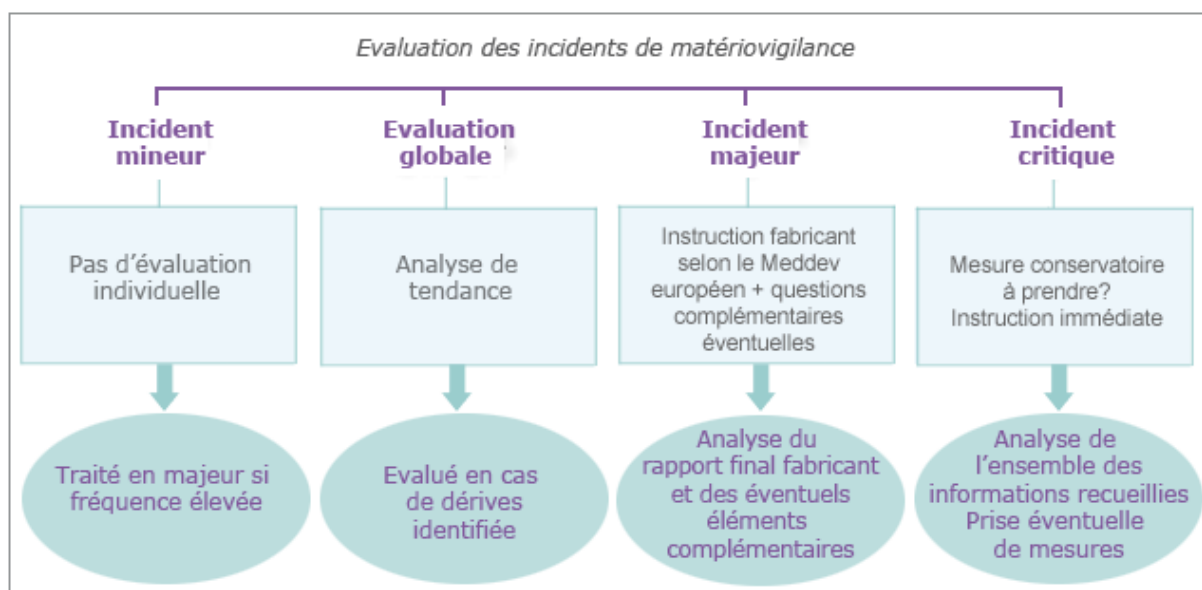 Evaluation des incidents de matériovigilance
Incident
mineur
Evaluation
globale
Incident
majeur
Incident
critique
Pas d’évaluation
individuelle
Analyse de
tendance
Instruction fabricant
selon le Meddev
européen + questions
complémentaires
éventuelles
Mesure conservatoire
à prendre?
Instruction immédiate
Traité en majeur si
fréquence élevée
Evalué en cas
de dérives
identifiée
Analyse du
rapport final fabricant
et des éventuels
éléments
complémentaires
Analyse de
l’ensemble des
informations recueillies
Prise éventuelle
de mesures